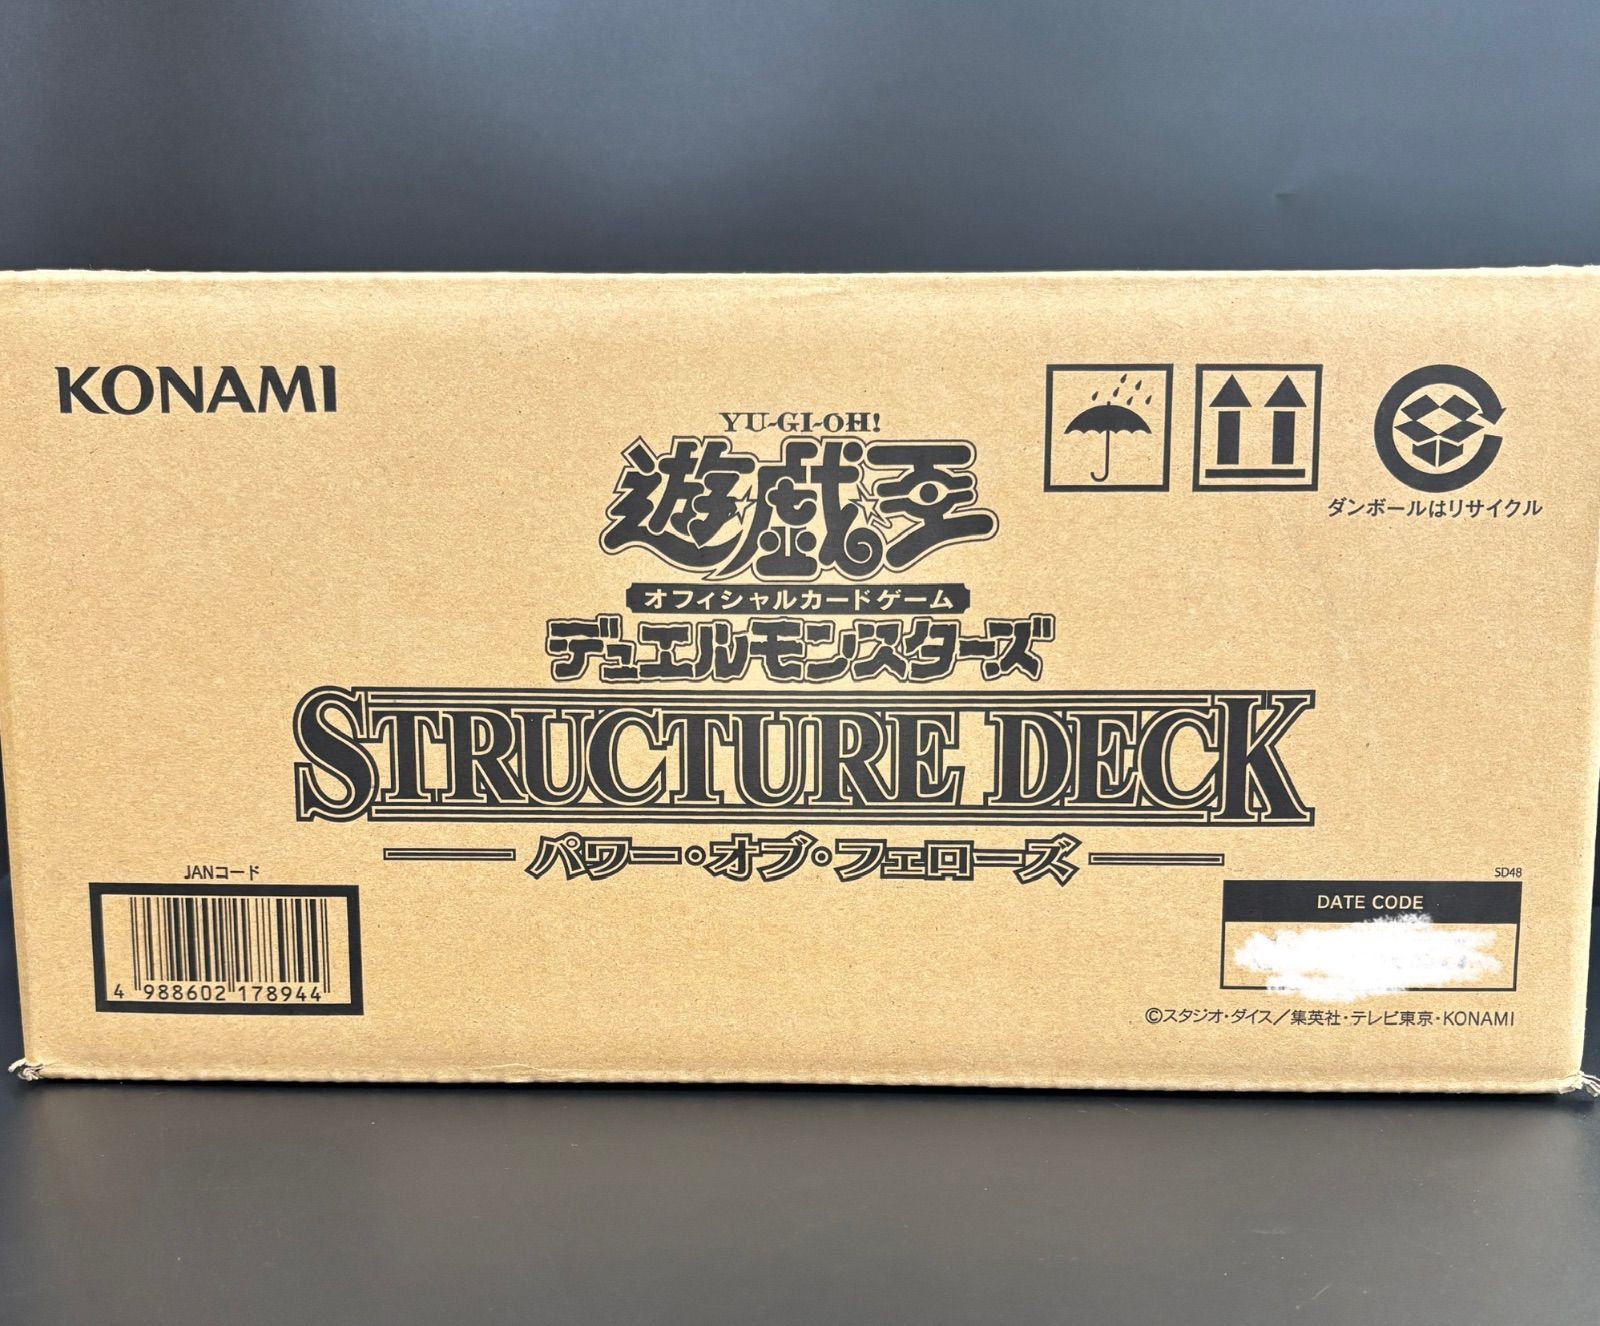 KONAMI
YU-GI-OH!
遊戯王
オフィシャルカードゲーム
デュエルモンスターズ
STRUCTURE DECK
パワー・オブ・フェローズ
ダンボールはリサイクル
JANコード
4 988602 178944
SD48
DATE CODE
©スタジオ・ダイス／集英社・テレビ東京・KONAMI